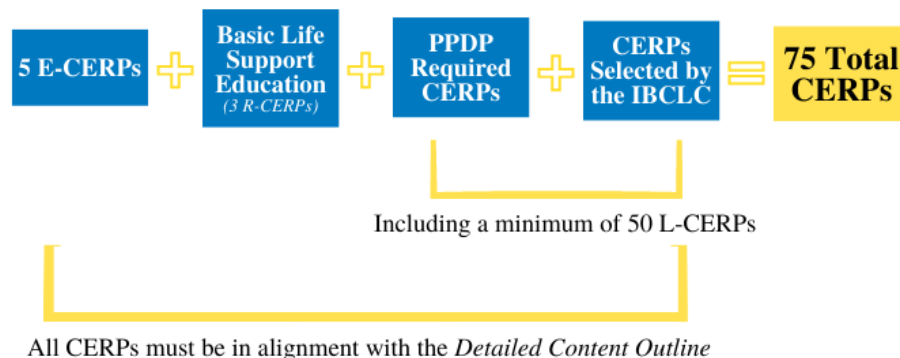 5 E-CERPs
Basic Life
Support
Education
(3 R-CERPs)
PPDP
Required
CERPs
CERPs
Selected by
the IBCLC
75 Total
CERPs
Including a minimum of 50 L-CERPs
All CERPs must be in alignment with the Detailed Content Outline